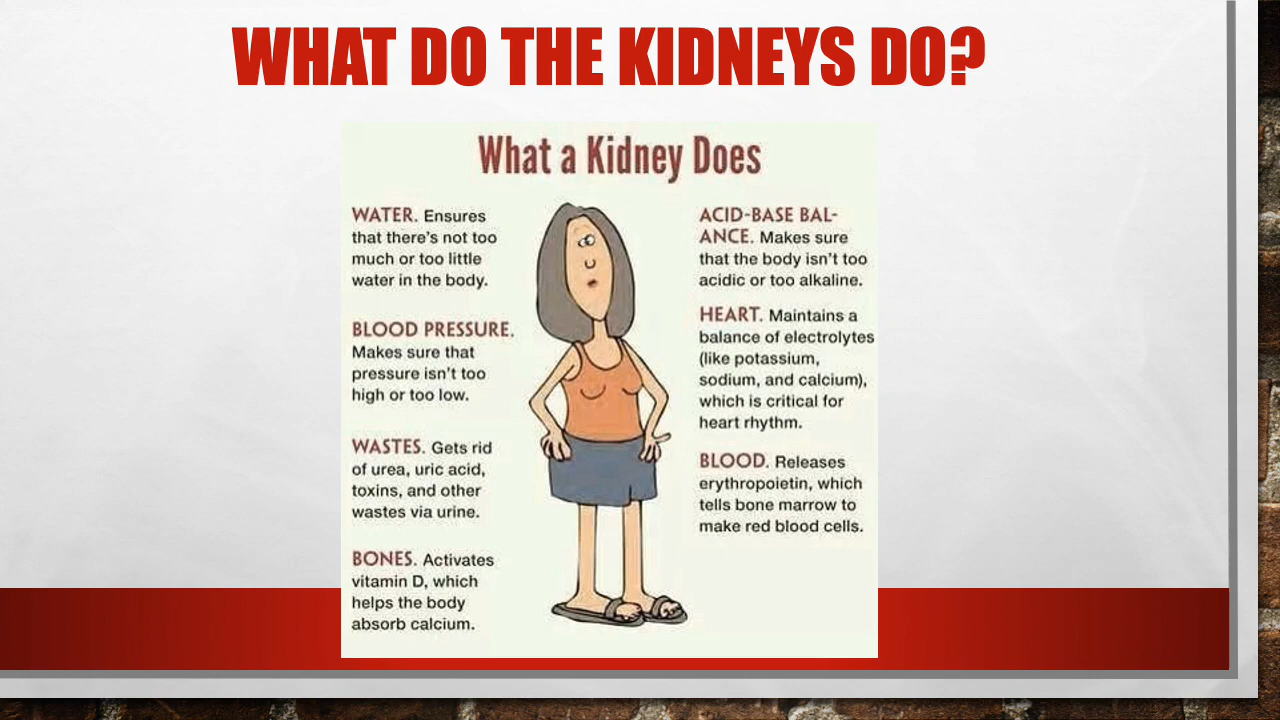 WHAT DO THE KIDNEYS DO?
What a Kidney Does
WATER. Ensures
that there's not too
much or too little
water in the body.
BLOOD PRESSURE.
Makes sure that
pressure isn't too
high or too low.
WASTES. Gets rid
of urea, uric acid,
toxins, and other
wastes via urine.
BONES. Activates
vitamin D, which
helps the body
absorb calcium.
ACID-BASE BAL-
ANCE. Makes sure
that the body isn't too
acidic or too alkaline.
HEART. Maintains a
balance of electrolytes
(like potassium,
sodium, and calcium),
which is critical for
heart rhythm.
BLOOD. Releases
erythropoietin, which
tells bone marrow to
make red blood cells.